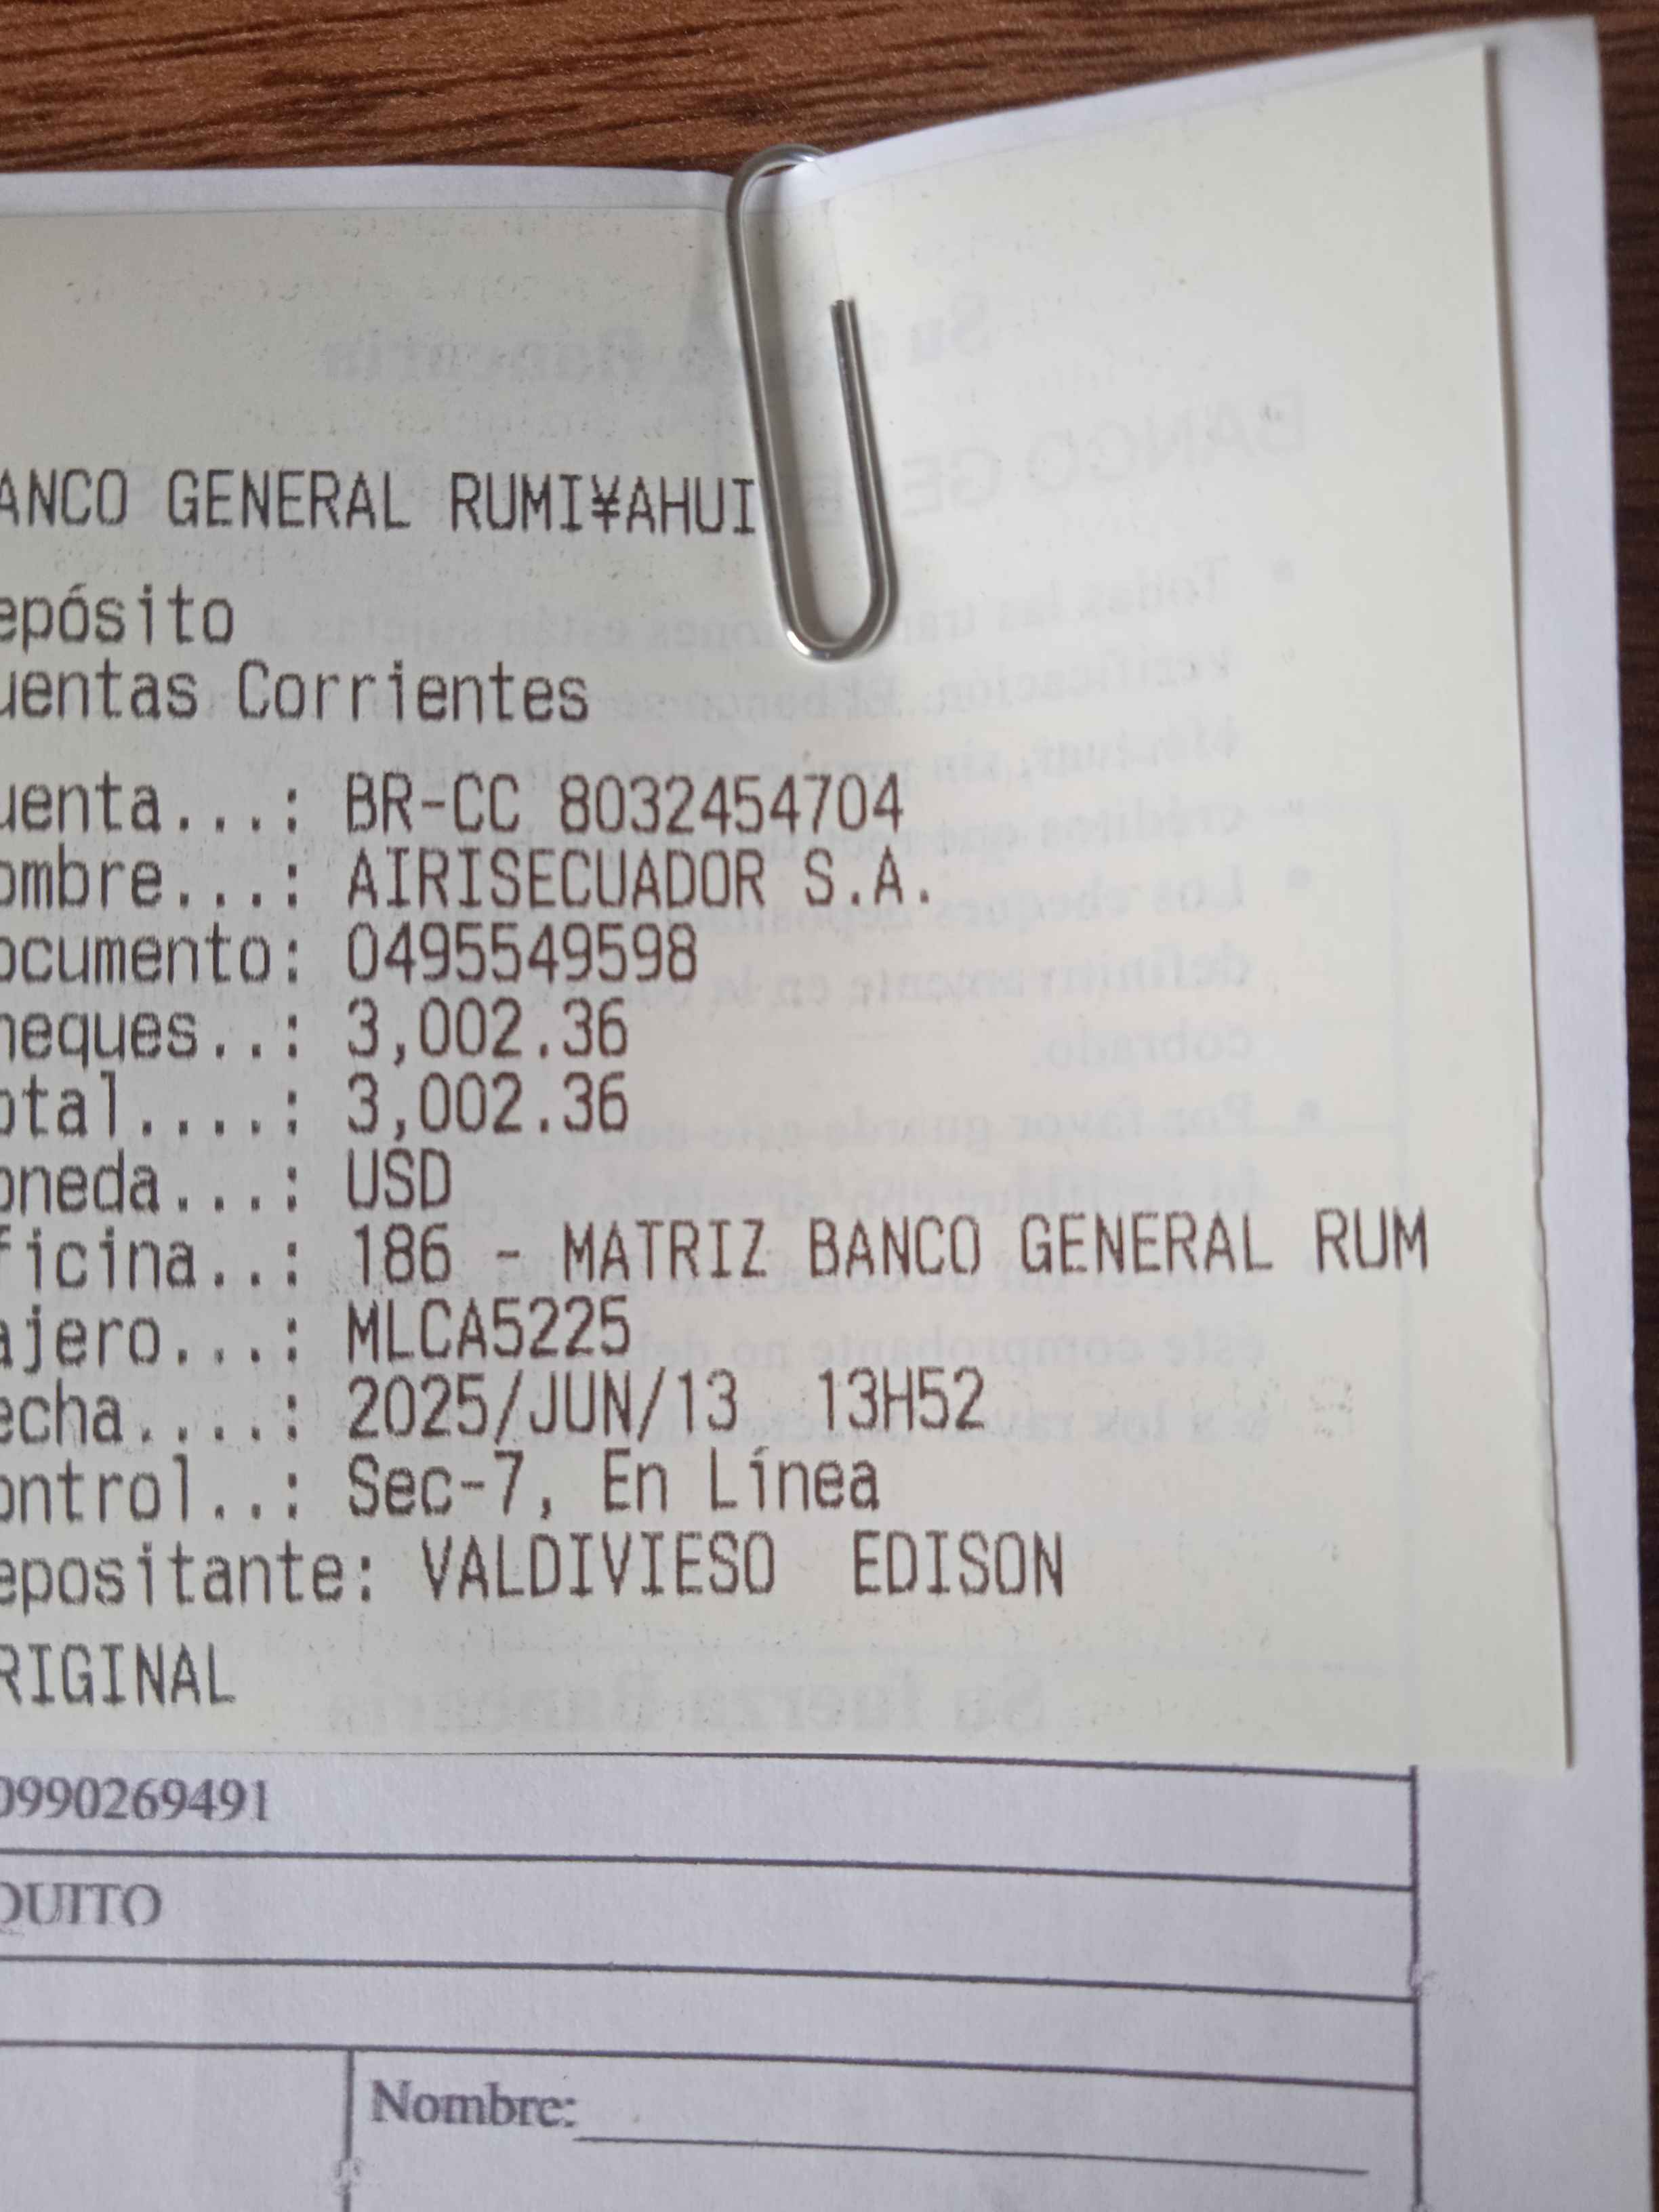 ANCO GENERAL RUMI¥AHUI
epósito
uentas Corrientes
uenta...: BR-CC 8032454704
ombre...: AIRISECUADOR S.A.
ocumento: 0495549598
heques..: 3,002.36
otal....: 3,002.36
oneda...: USD
ficina..: 186 - MATRIZ BANCO GENERAL RUM
ajero...: MLCA5225
echa....: 2025/JUN/13 13H52
ontrol..: Sec-7, En Línea
epositante: VALDIVIESO EDISON
RIGINAL
0990269491
QUITO
Nombre: